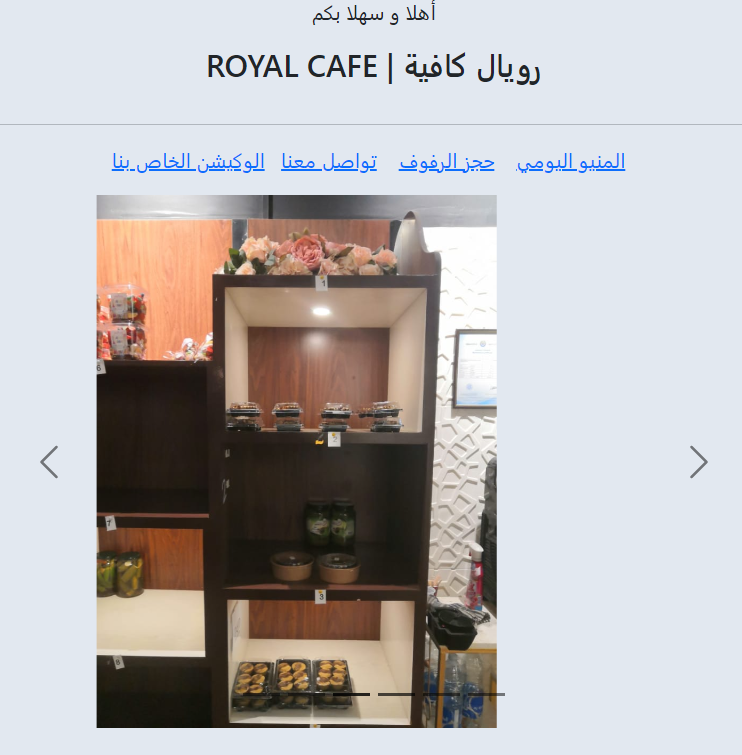 أهلا و سهلا بكم
رويال كافية | ROYAL CAFE
المنيو اليومي حجز الرفوف تواصل معنا الوكيشن الخاص بنا
1
6
2
7
3
8